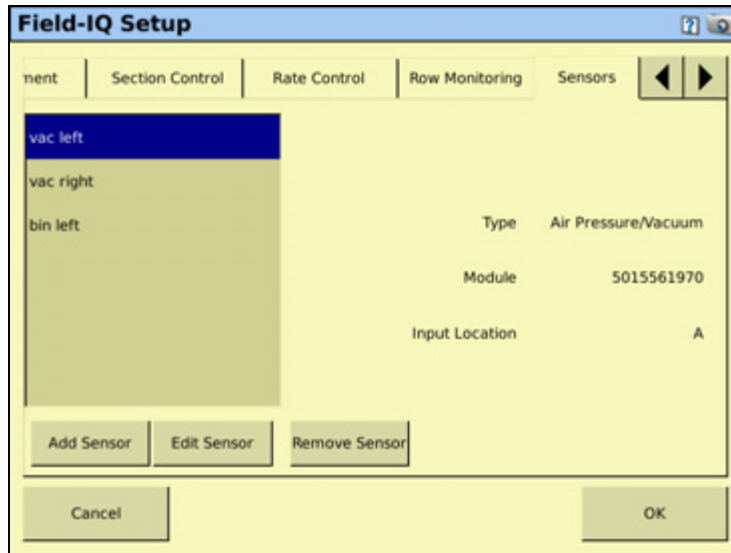 Field-IQ Setup
ment Section Control Rate Control Row Monitoring Sensors
vac left
vac right
bin left
Type Air Pressure/Vacuum
Module 5015561970
Input Location A
Add Sensor Edit Sensor Remove Sensor
Cancel OK